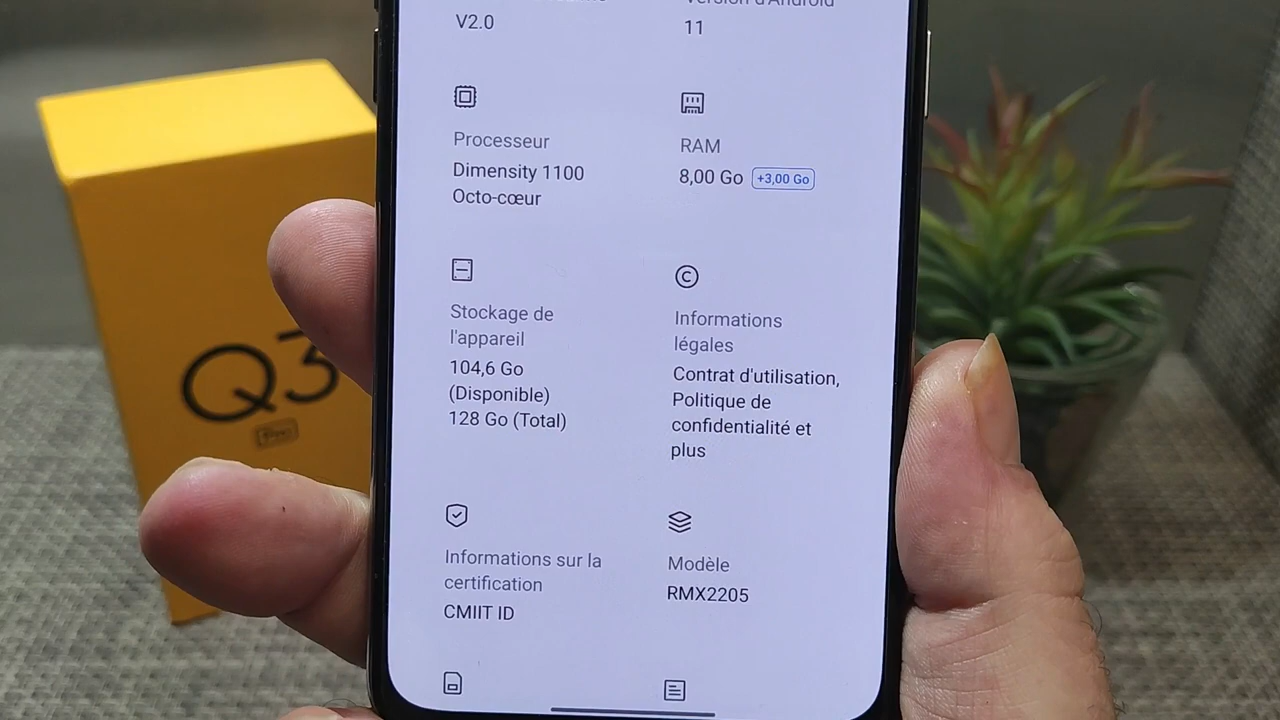 Version d'Android
V2.0
11
Processeur
Dimensity 1100
Octo-cœur
RAM
8,00 Go +3,00 Go
Stockage de
l'appareil
104,6 Go
(Disponible)
128 Go (Total)
Informations
légales
Contrat d'utilisation,
Politique de
confidentialité et
plus
Informations sur la
certification
CMIIT ID
Modèle
RMX2205
Q3
Pro